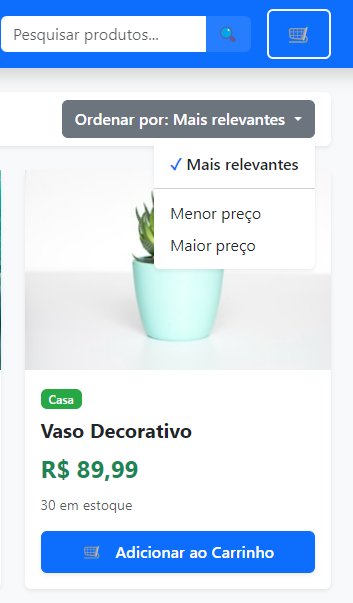 Pesquisar produtos...
Ordenar por: Mais relevantes
✓ Mais relevantes
Menor preço
Maior preço
Casa
Vaso Decorativo
R$ 89,99
30 em estoque
Adicionar ao Carrinho